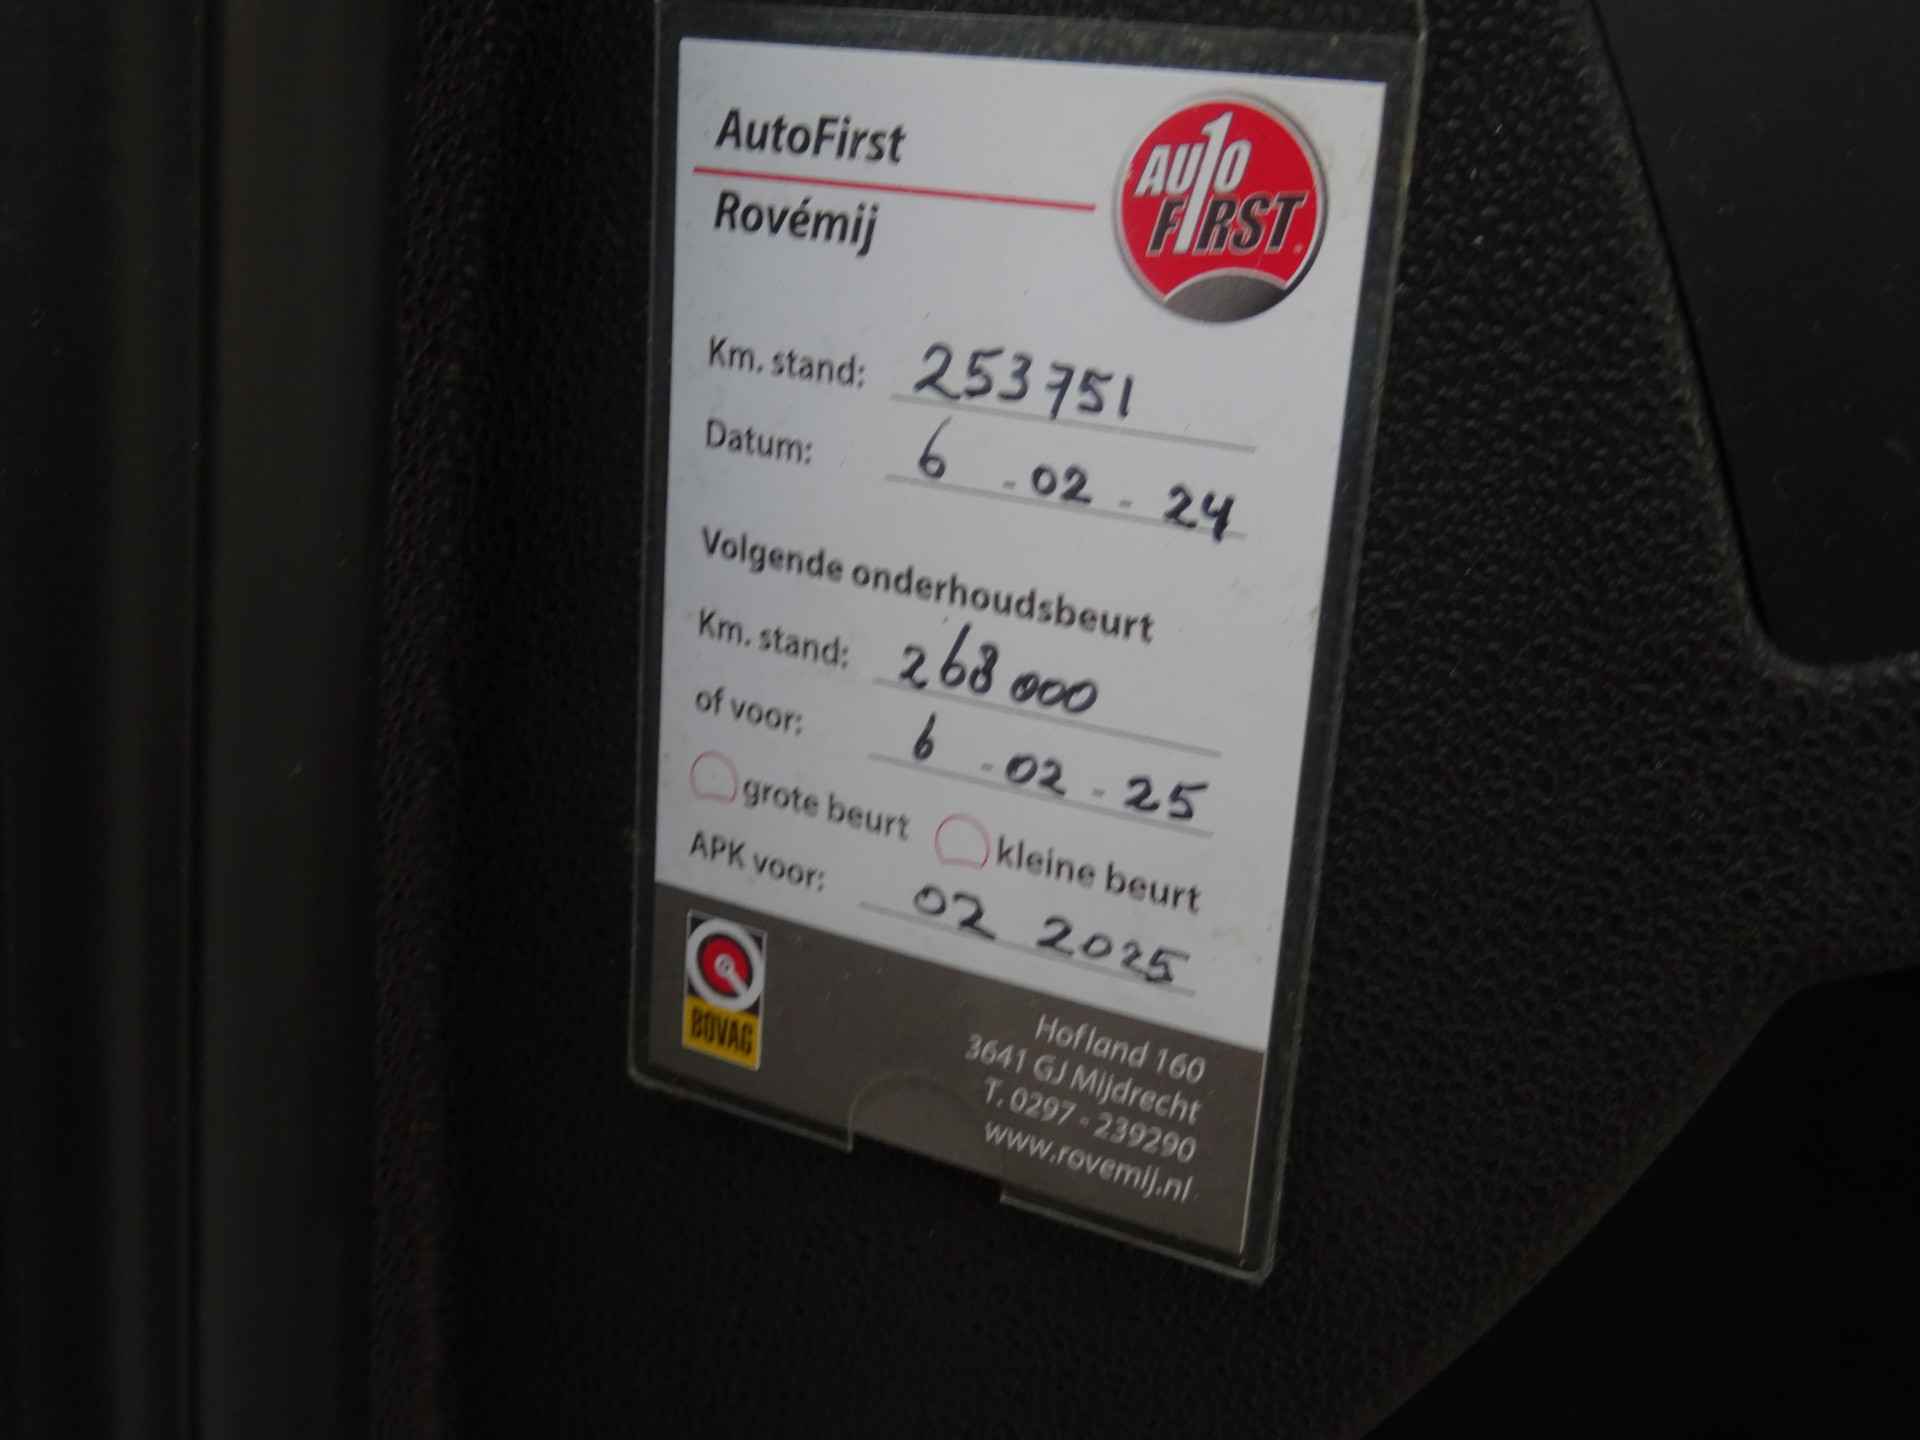 AutoFirst
Rovémij
AUTO
FIRST
Km. stand: 253751
Datum: 6 - 02 - 24
Volgende onderhoudsbeurt
Km. stand: 268000
of voor: 6 - 02 - 25
grote beurt kleine beurt
APK voor: 02 2025
BOVAG
Hofland 160
3641 GJ Mijdrecht
T. 0297 - 239290
www.rovemij.nl